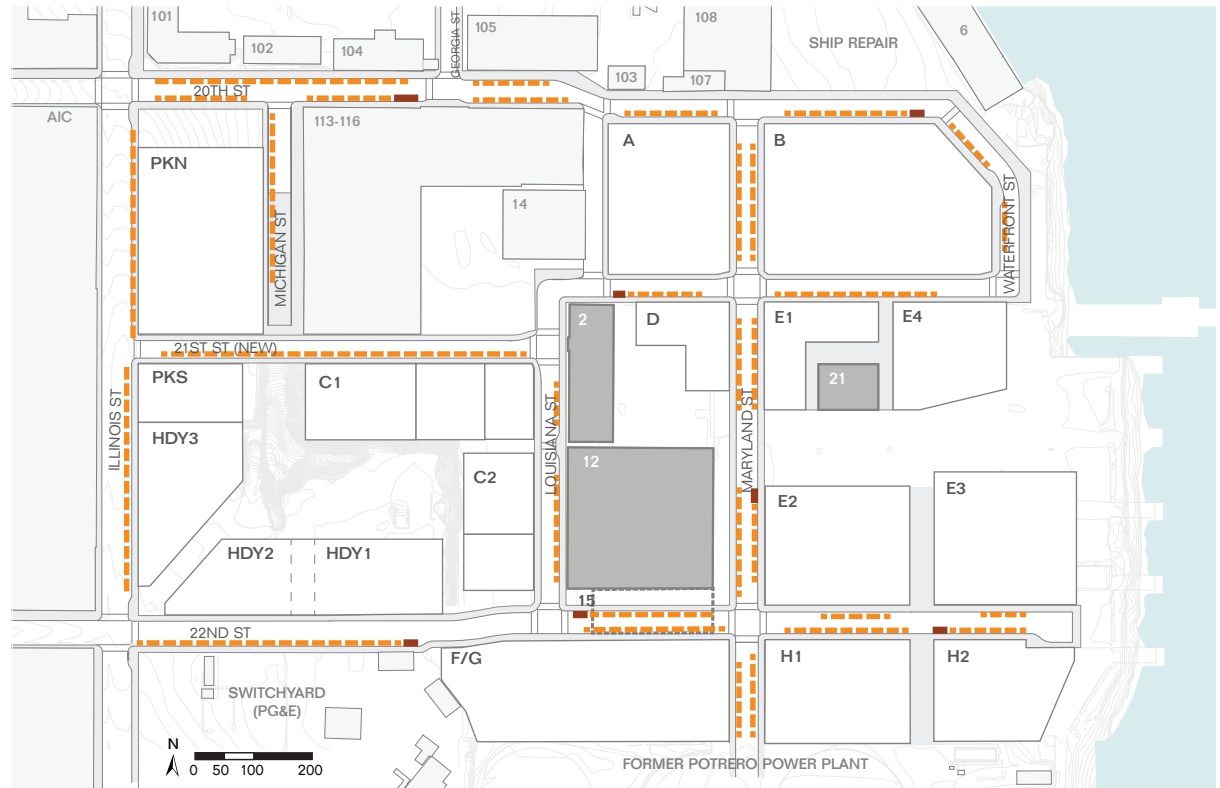 101
102
104
GEORGIA ST
105
108
103
107
SHIP REPAIR
6
20TH ST
AIC
PKN
MICHIGAN ST
113-116
14
A
B
WATERFRONT ST
21ST ST (NEW)
2
D
E1
E4
21
PKS
C1
ILLINOIS ST
HDY3
LOUISIANA ST
12
MARYLAND ST
C2
E2
E3
HDY2
HDY1
15
22ND ST
F/G
H1
H2
SWITCHYARD
(PG&E)
N
0 50 100 200
FORMER POTRERO POWER PLANT